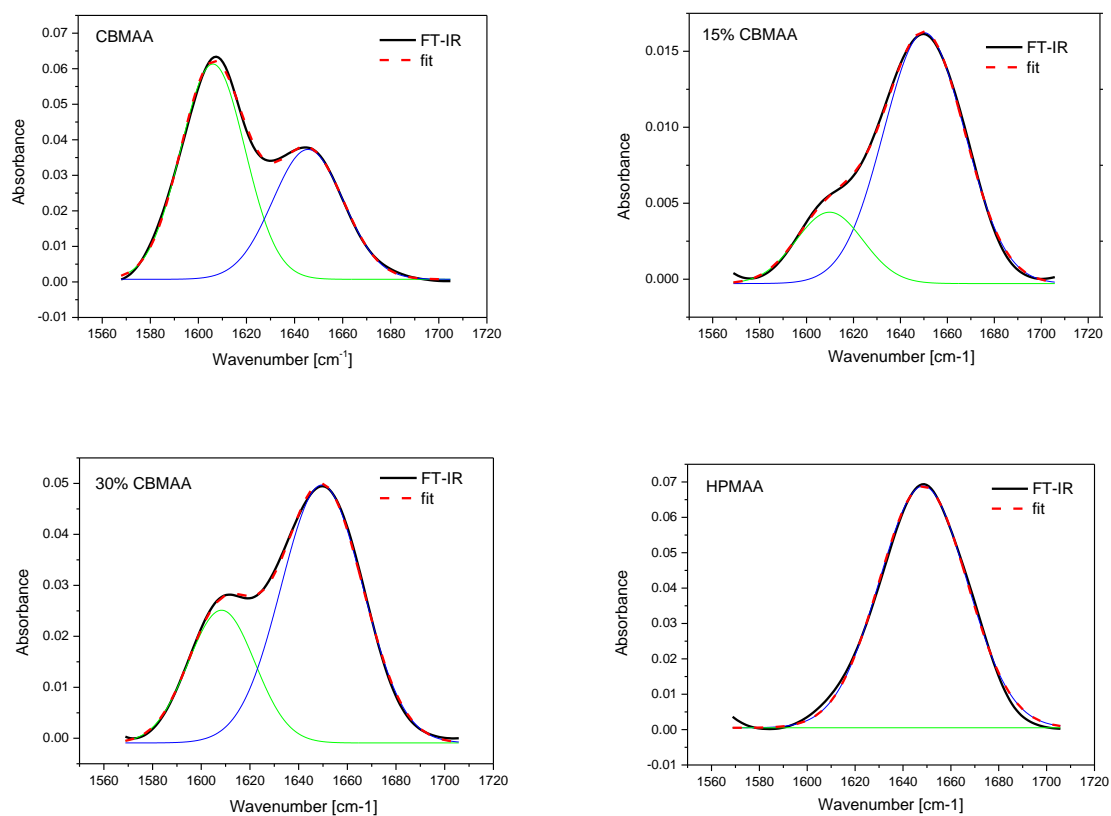 CBMAA
FT-IR
fit
0.07
0.06
0.05
0.04
0.03
0.02
0.01
0.00
-0.01
Absorbance
1560 1580 1600 1620 1640 1660 1680 1700 1720
Wavenumber [cm-1]
15% CBMAA
FT-IR
fit
0.015
0.010
0.005
0.000
Absorbance
1560 1580 1600 1620 1640 1660 1680 1700 1720
Wavenumber [cm-1]
30% CBMAA
FT-IR
fit
0.05
0.04
0.03
0.02
0.01
0.00
Absorbance
1560 1580 1600 1620 1640 1660 1680 1700 1720
Wavenumber [cm-1]
HPMAA
FT-IR
fit
0.07
0.06
0.05
0.04
0.03
0.02
0.01
0.00
-0.01
Absorbance
1560 1580 1600 1620 1640 1660 1680 1700 1720
Wavenumber [cm-1]